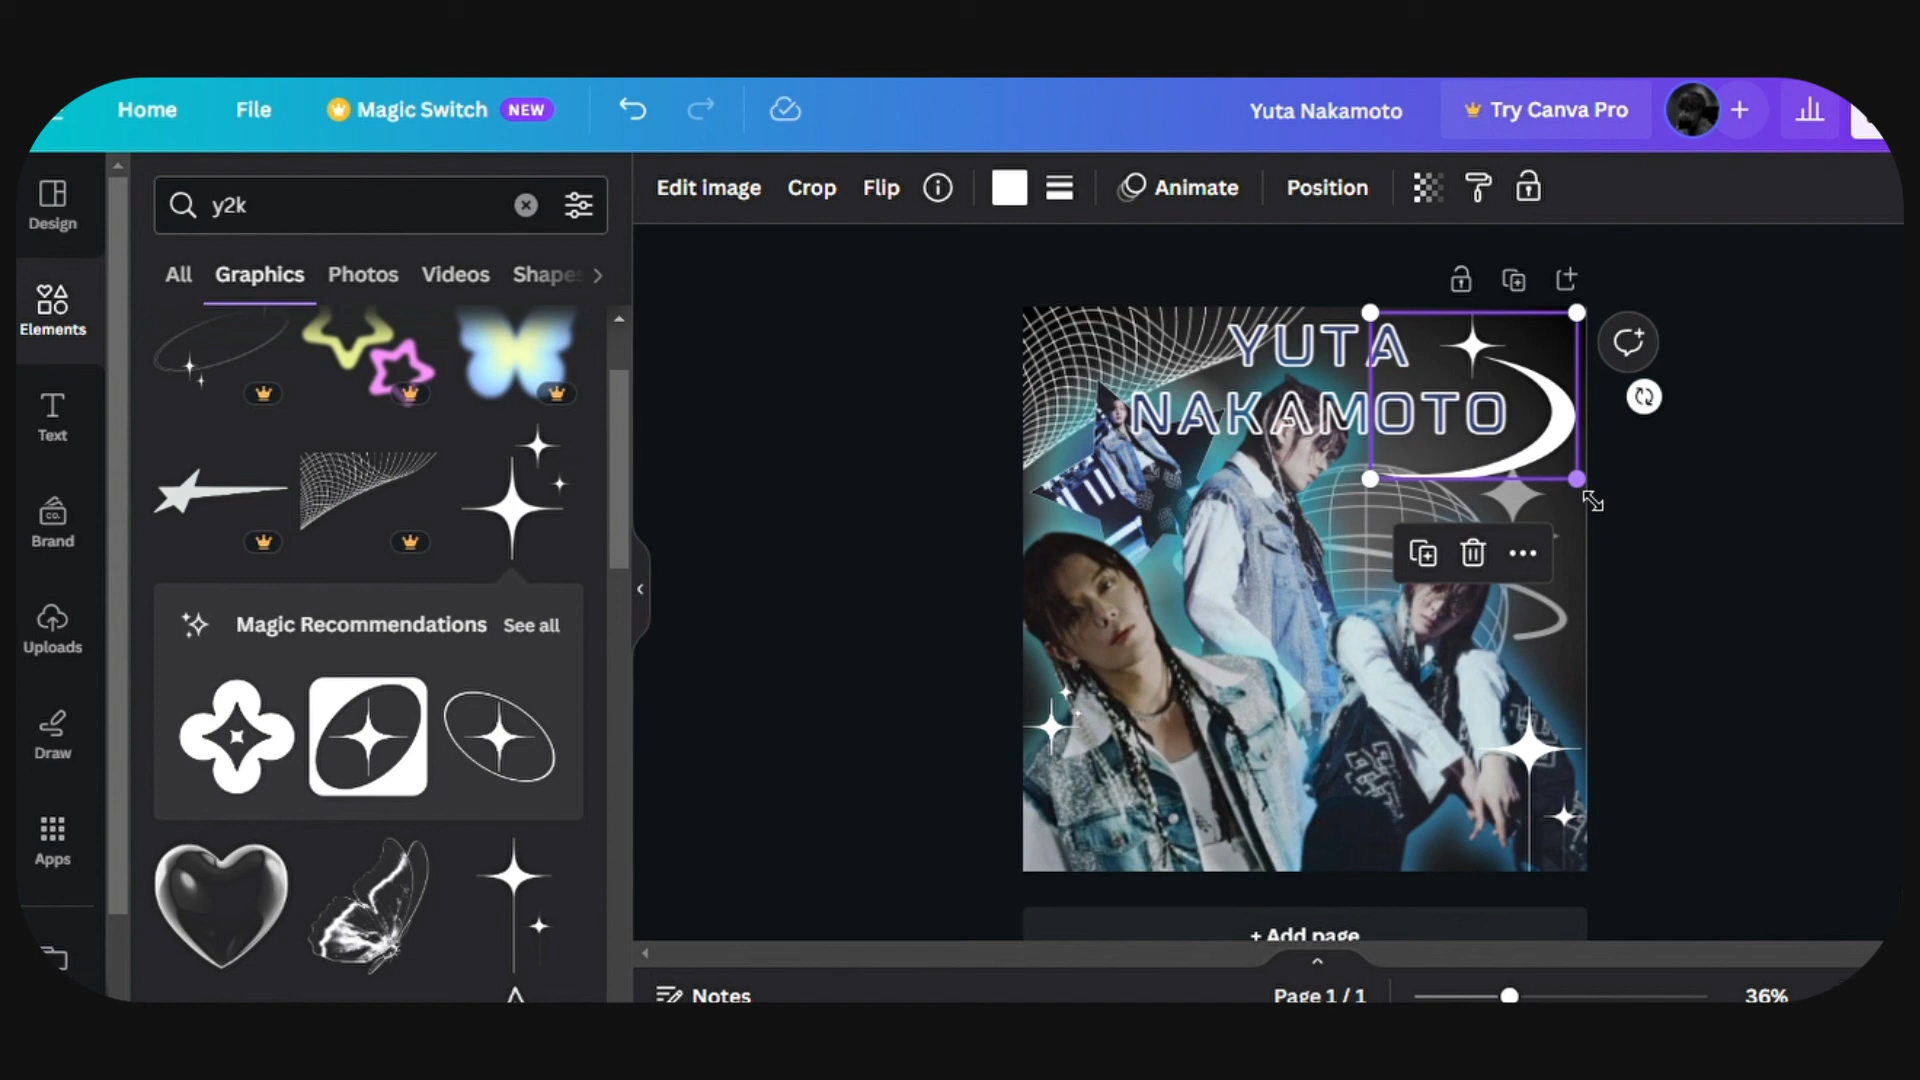 Home File Magic Switch NEW Yuta Nakamoto Try Canva Pro
y2k
Edit image Crop Flip Animate Position
All Graphics Photos Videos Shapes
Design
Elements
Text
CO.
Brand
Uploads
Draw
Apps
Magic Recommendations See all
YUTA
NAKAMOTO
+ Add page
Notes Page 1 / 1 36%